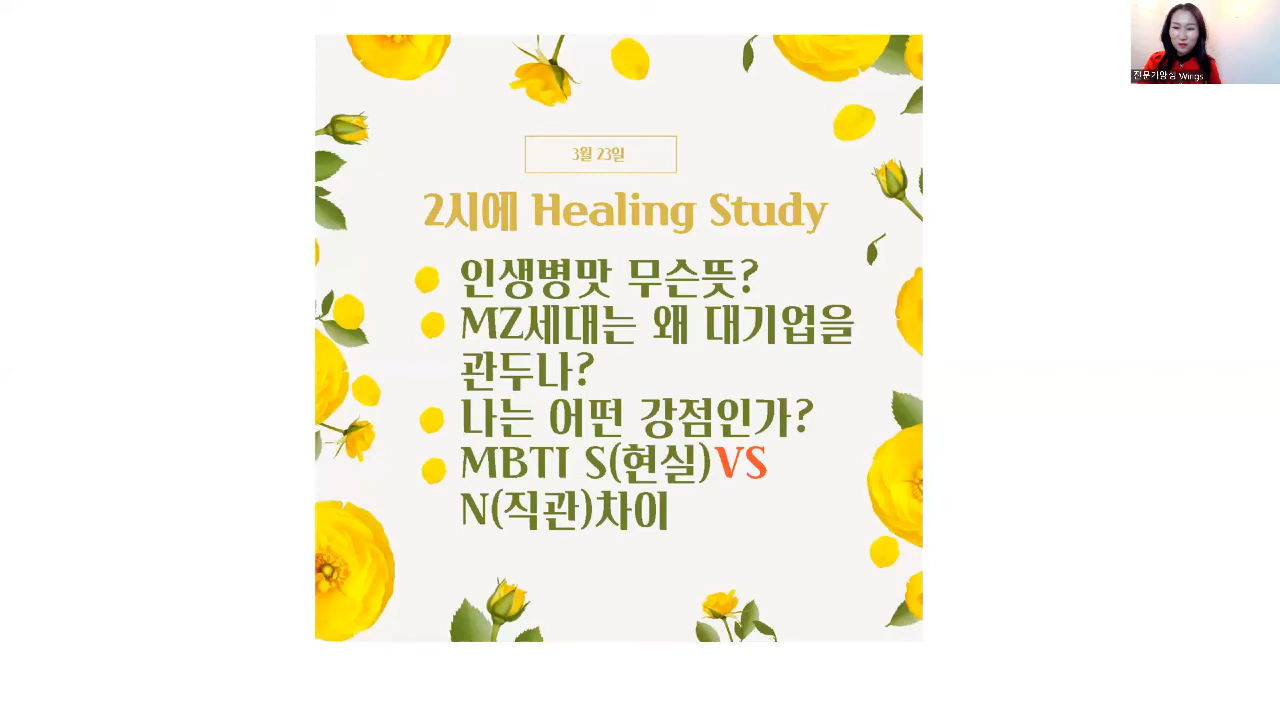 3월 23일
2시에 Healing Study
인생병맛 무슨뜻?
MZ세대는 왜 대기업을
관두나?
나는 어떤 강점인가?
MBTI S(현실)VS
N(직관)차이
Wings